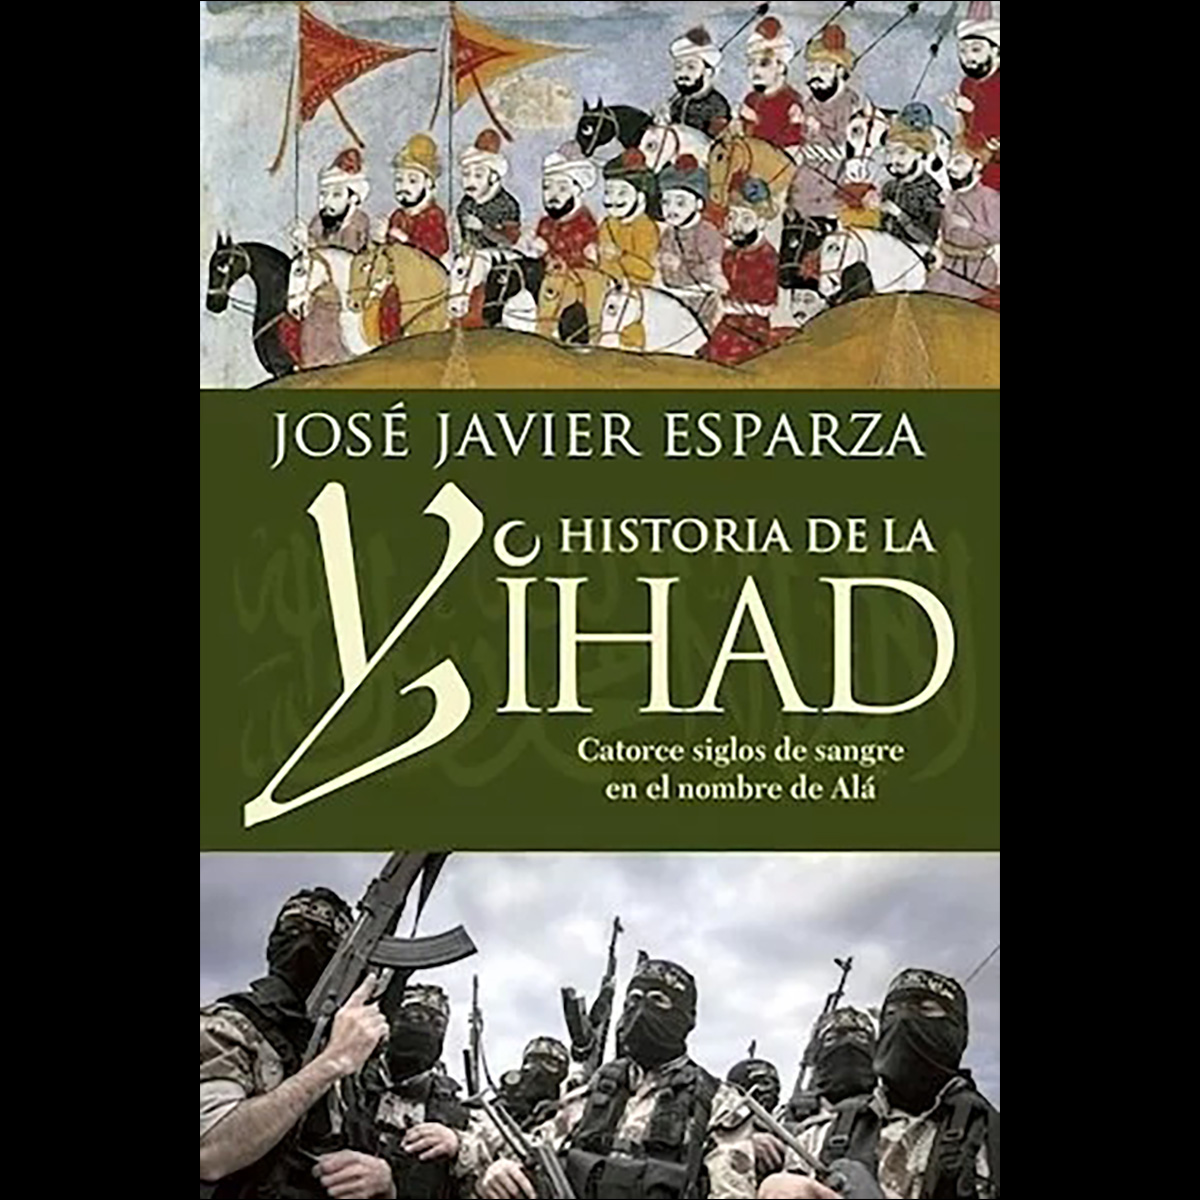 JOSÉ JAVIER ESPARZA
HISTORIA DE LA
YIHAD
Catorce siglos de sangre
en el nombre de Alá